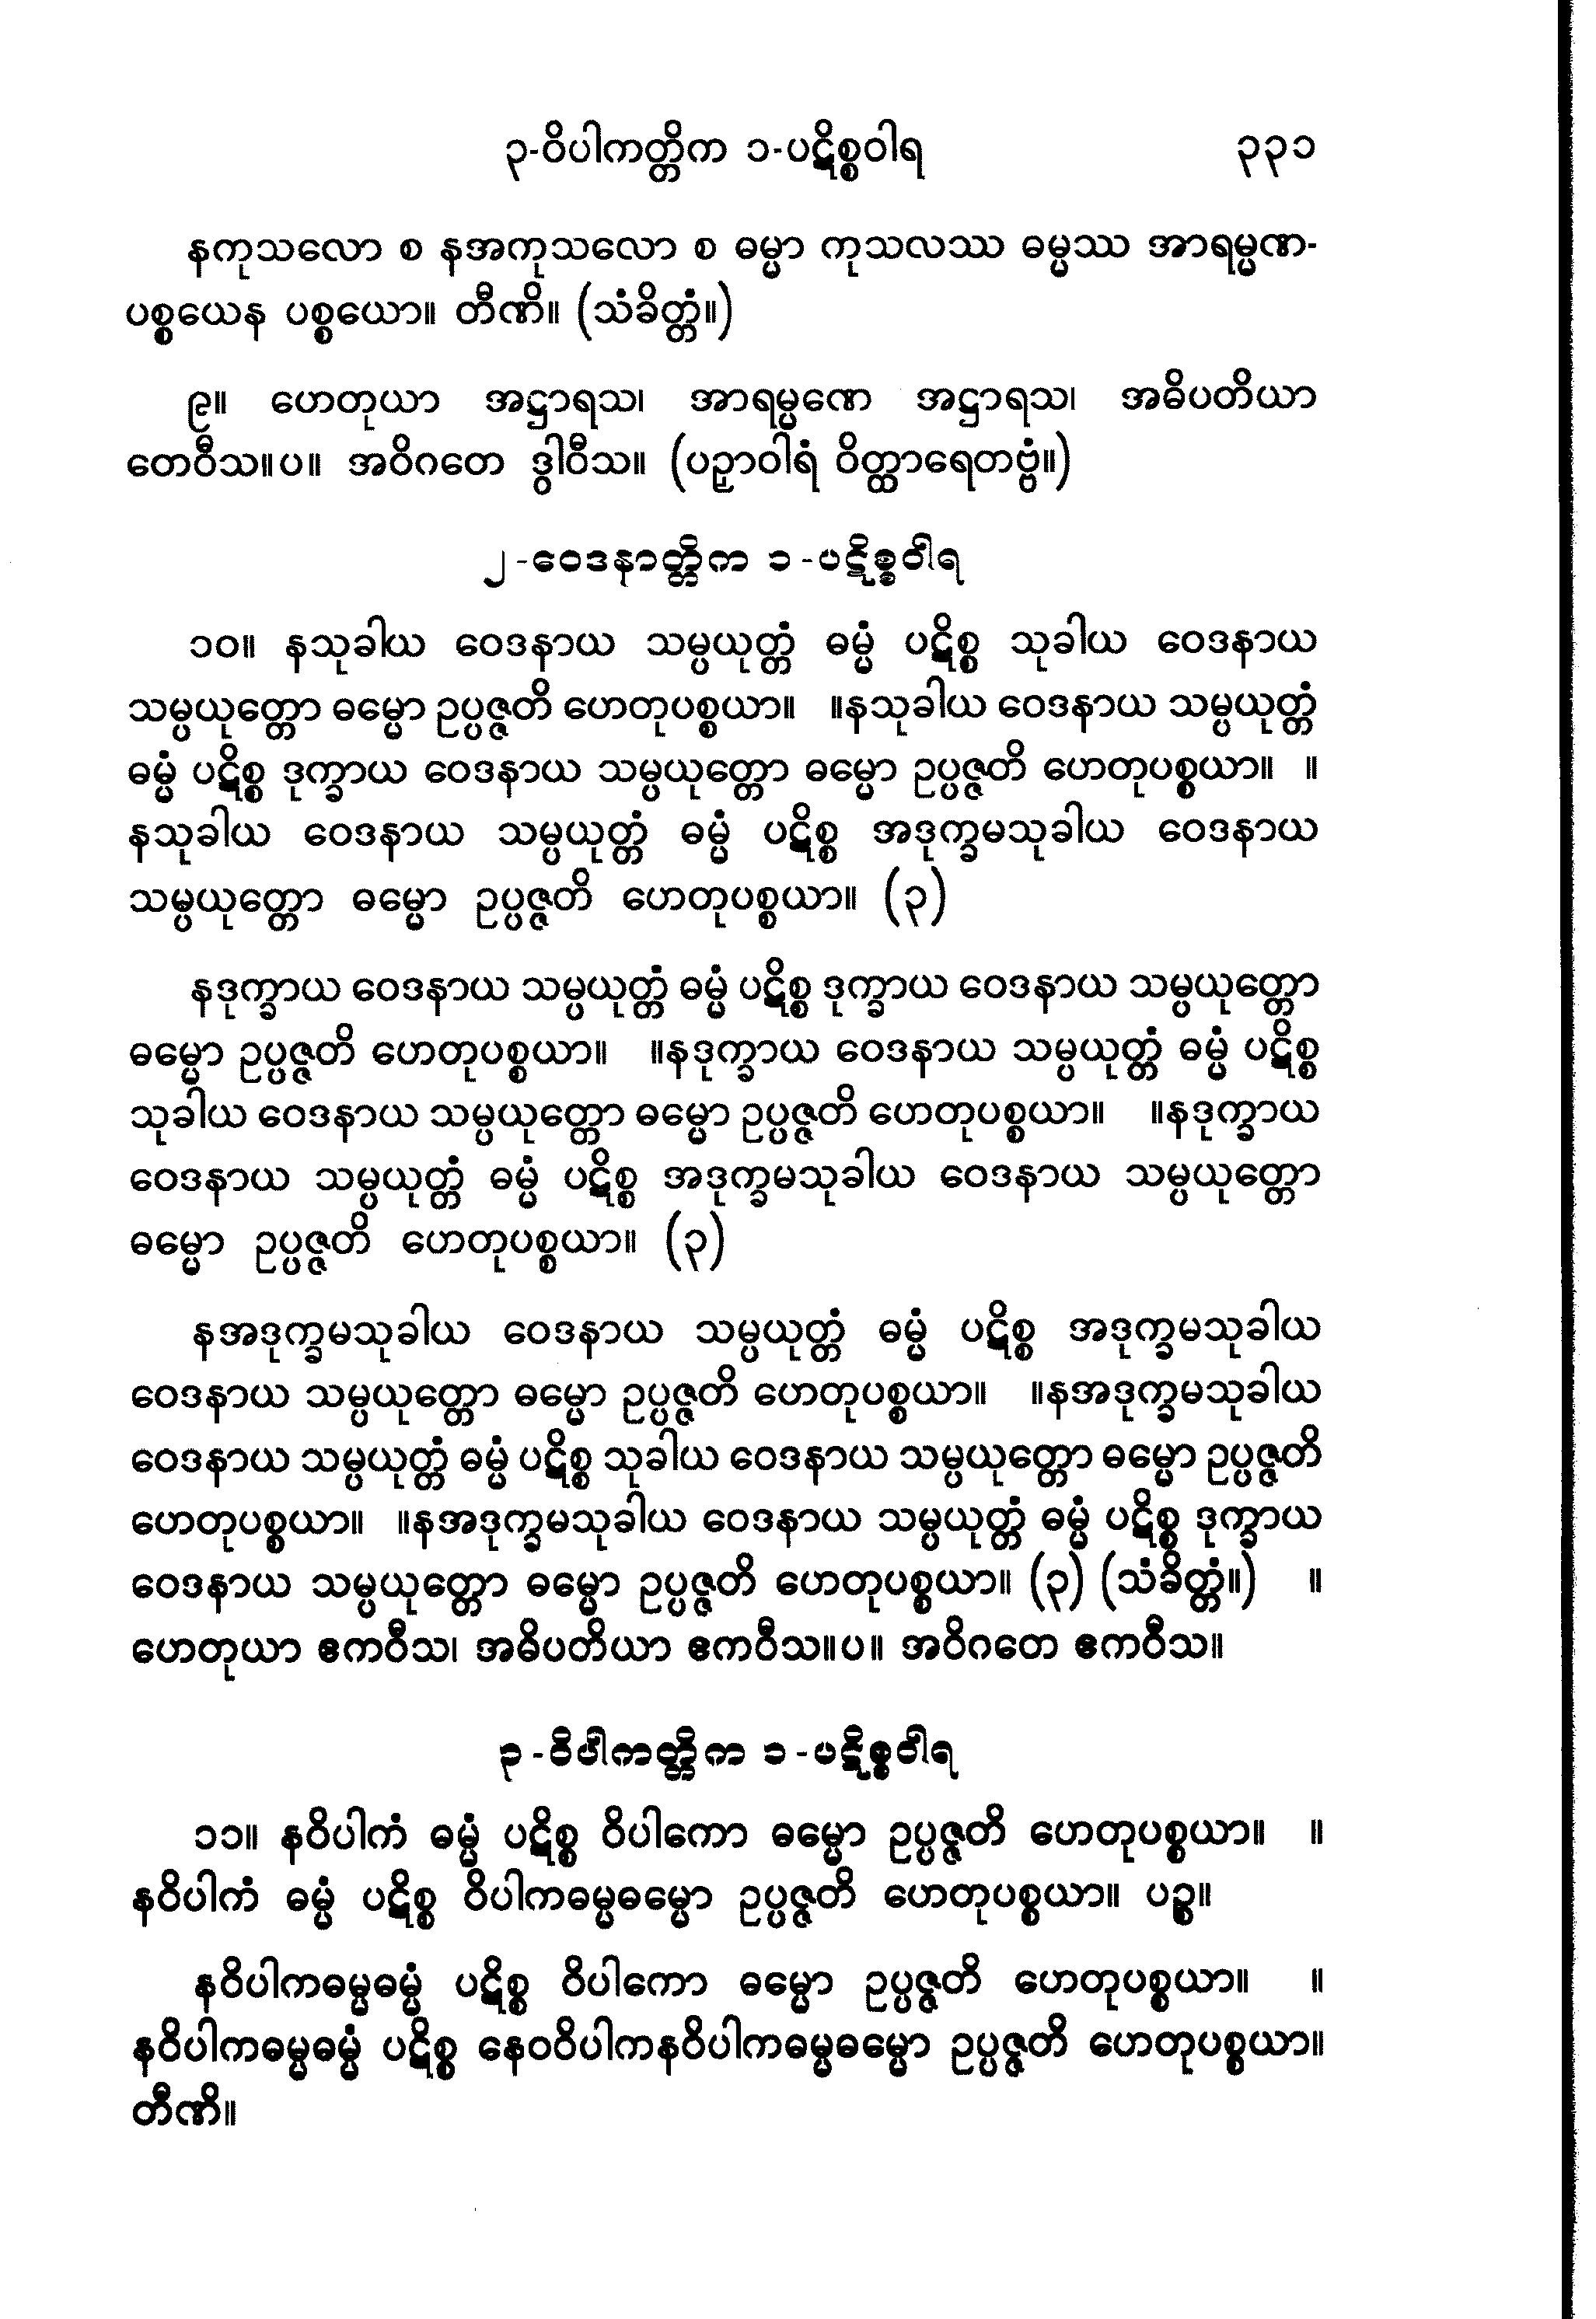 ၃-ဝိပါကတ္တိက ၁-ပဋိစ္စဝါရ ၃၃၁
နကုသလော စ နအကုသလော စ ဓမ္မာ ကုသလဿ ဓမ္မဿ အာရမ္မဏ-
ပစ္စယေန ပစ္စယော။ တီဏိ။ (သံခိတ္တံ။)
၉။ ဟေတုယာ အဋ္ဌာရသ၊ အာရမ္မဏေ အဋ္ဌာရသ၊ အဓိပတိယာ
တေဝီသ။ပ။ အဝိဂတေ ဒွါဝီသ။ (ပဉှာဝါရံ ဝိတ္ထာရေတဗ္ဗံ။)
၂-ဝေဒနာတ္တိက ၁-ပဋိစ္စဝါရ
၁၀။ နသုခါယ ဝေဒနာယ သမ္ပယုတ္တံ ဓမ္မံ ပဋိစ္စ သုခါယ ဝေဒနာယ
သမ္ပယုတ္တော ဓမ္မော ဥပ္ပဇ္ဇတိ ဟေတုပစ္စယာ။ ။နသုခါယ ဝေဒနာယ သမ္ပယုတ္တံ
ဓမ္မံ ပဋိစ္စ ဒုက္ခာယ ဝေဒနာယ သမ္ပယုတ္တော ဓမ္မော ဥပ္ပဇ္ဇတိ ဟေတုပစ္စယာ။ ။
နသုခါယ ဝေဒနာယ သမ္ပယုတ္တံ ဓမ္မံ ပဋိစ္စ အဒုက္ခမသုခါယ ဝေဒနာယ
သမ္ပယုတ္တော ဓမ္မော ဥပ္ပဇ္ဇတိ ဟေတုပစ္စယာ။ (၃)
နဒုက္ခာယ ဝေဒနာယ သမ္ပယုတ္တံ ဓမ္မံ ပဋိစ္စ ဒုက္ခာယ ဝေဒနာယ သမ္ပယုတ္တော
ဓမ္မော ဥပ္ပဇ္ဇတိ ဟေတုပစ္စယာ။ ။နဒုက္ခာယ ဝေဒနာယ သမ္ပယုတ္တံ ဓမ္မံ ပဋိစ္စ
သုခါယ ဝေဒနာယ သမ္ပယုတ္တော ဓမ္မော ဥပ္ပဇ္ဇတိ ဟေတုပစ္စယာ။ ။နဒုက္ခာယ
ဝေဒနာယ သမ္ပယုတ္တံ ဓမ္မံ ပဋိစ္စ အဒုက္ခမသုခါယ ဝေဒနာယ သမ္ပယုတ္တော
ဓမ္မော ဥပ္ပဇ္ဇတိ ဟေတုပစ္စယာ။ (၃)
နအဒုက္ခမသုခါယ ဝေဒနာယ သမ္ပယုတ္တံ ဓမ္မံ ပဋိစ္စ အဒုက္ခမသုခါယ
ဝေဒနာယ သမ္ပယုတ္တော ဓမ္မော ဥပ္ပဇ္ဇတိ ဟေတုပစ္စယာ။ ။နအဒုက္ခမသုခါယ
ဝေဒနာယ သမ္ပယုတ္တံ ဓမ္မံ ပဋိစ္စ သုခါယ ဝေဒနာယ သမ္ပယုတ္တော ဓမ္မော ဥပ္ပဇ္ဇတိ
ဟေတုပစ္စယာ။ ။နအဒုက္ခမသုခါယ ဝေဒနာယ သမ္ပယုတ္တံ ဓမ္မံ ပဋိစ္စ ဒုက္ခာယ
ဝေဒနာယ သမ္ပယုတ္တော ဓမ္မော ဥပ္ပဇ္ဇတိ ဟေတုပစ္စယာ။ (၃) (သံခိတ္တံ။) ။
ဟေတုယာ ဧကဝီသ၊ အဓိပတိယာ ဧကဝီသ။ပ။ အဝိဂတေ ဧကဝီသ။
၃-ဝိပါကတ္တိက ၁-ပဋိစ္စဝါရ
၁၁။ နဝိပါကံ ဓမ္မံ ပဋိစ္စ ဝိပါကော ဓမ္မော ဥပ္ပဇ္ဇတိ ဟေတုပစ္စယာ။ ။
နဝိပါကံ ဓမ္မံ ပဋိစ္စ ဝိပါကဓမ္မဓမ္မော ဥပ္ပဇ္ဇတိ ဟေတုပစ္စယာ။ ပဉ္စ။
နဝိပါကဓမ္မဓမ္မံ ပဋိစ္စ ဝိပါကော ဓမ္မော ဥပ္ပဇ္ဇတိ ဟေတုပစ္စယာ။ ။
နဝိပါကဓမ္မဓမ္မံ ပဋိစ္စ နေဝဝိပါကနဝိပါကဓမ္မဓမ္မော ဥပ္ပဇ္ဇတိ ဟေတုပစ္စယာ။
တီဏိ။